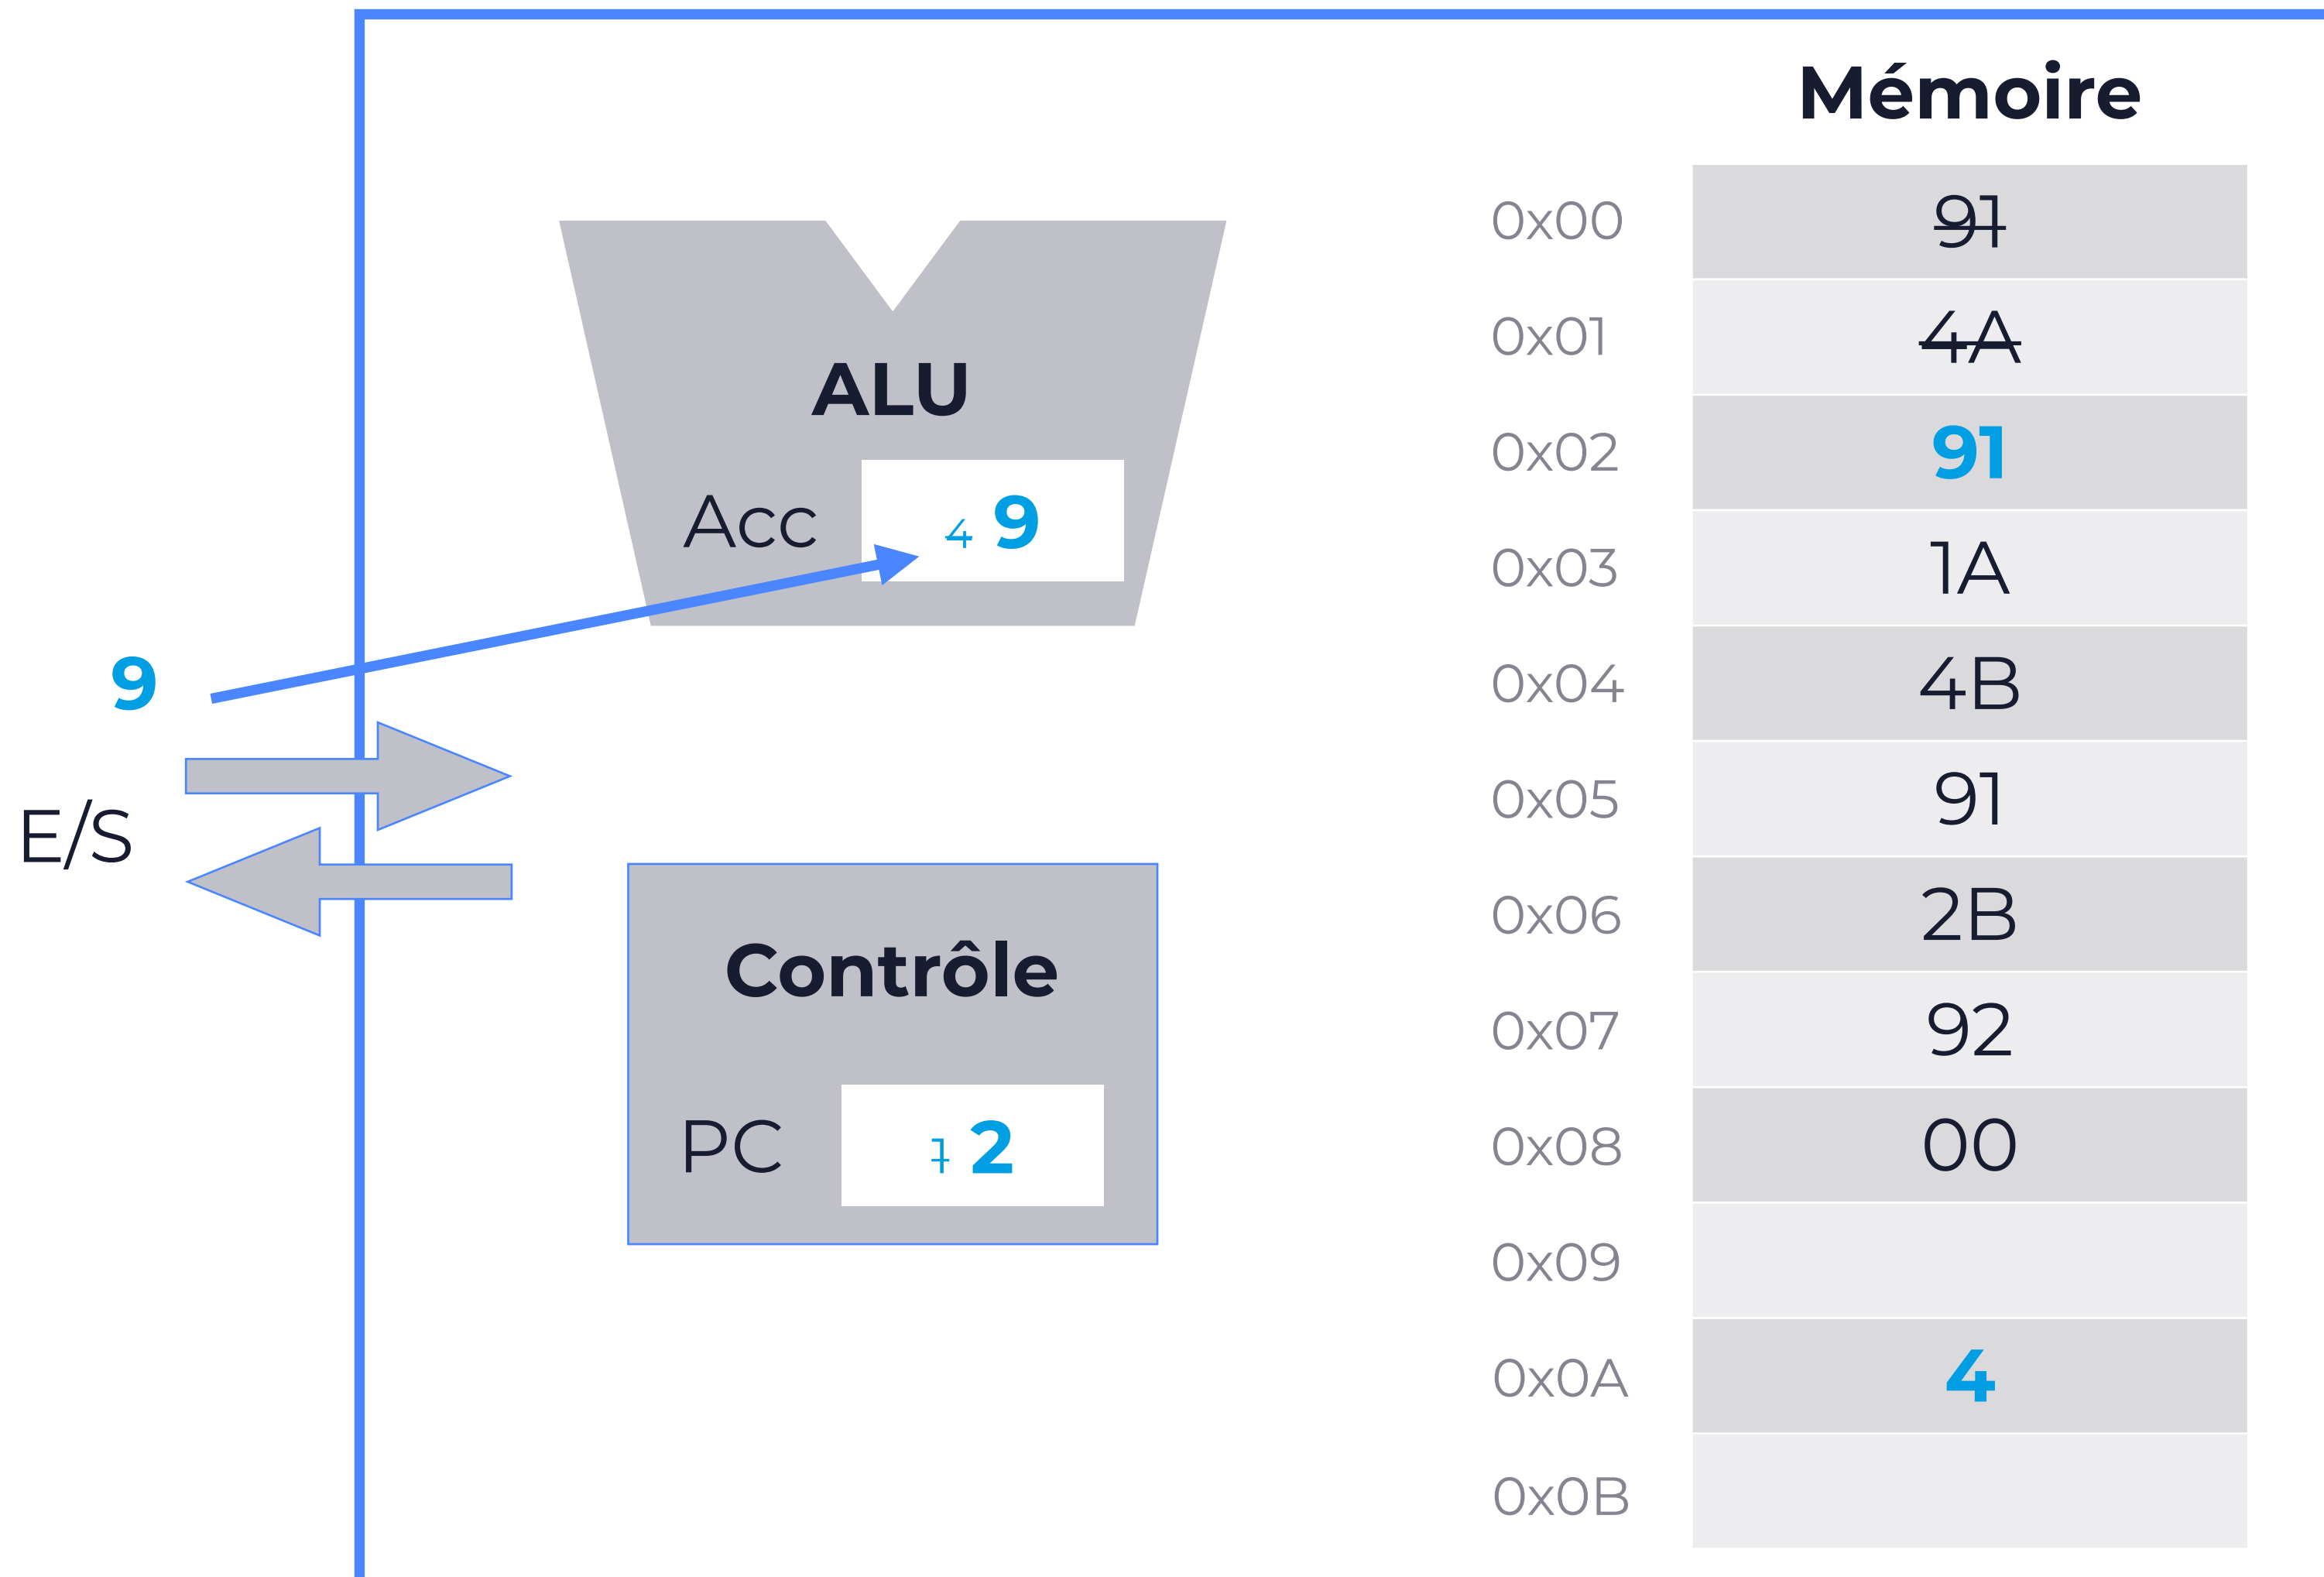 Mémoire
0x00 91
0x01 4A
ALU
0x02 91
Acc 4 9
0x03 1A
9
0x04 4B
0x05 91
E/S
0x06 2B
Contrôle
0x07 92
PC 1 2
0x08 00
0x09
0x0A 4
0x0B